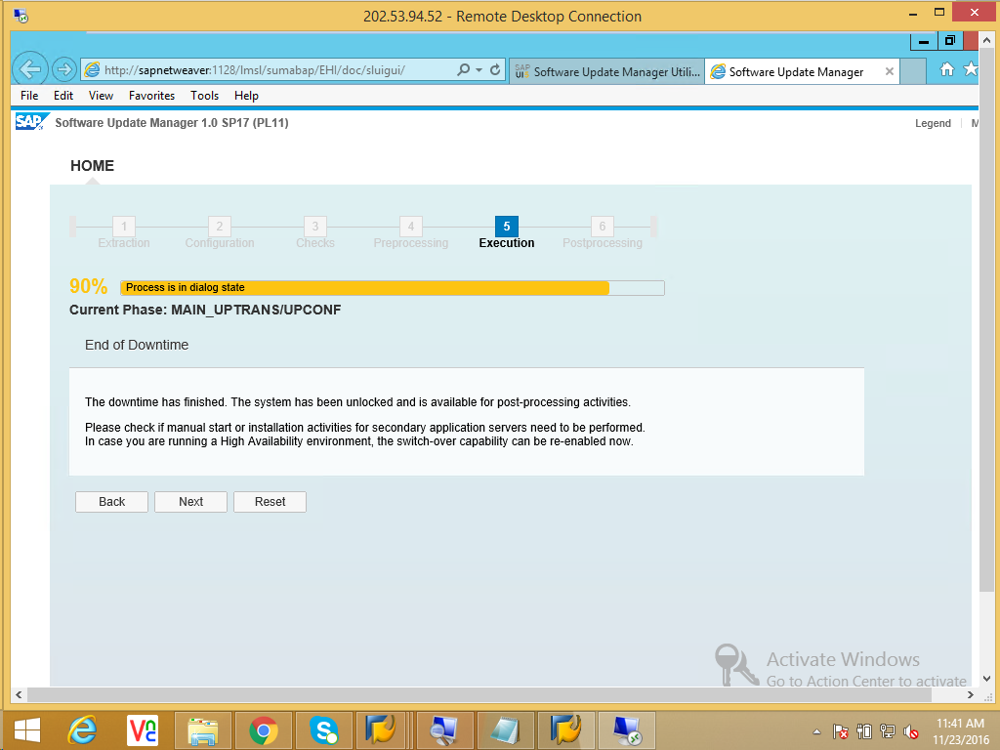 202.53.94.52 - Remote Desktop Connection
http://sapnetweaver:1128/lmsl/sumabap/EHI/doc/sluigui/
SAP UI Software Update Manager Utili...
Software Update Manager
File Edit View Favorites Tools Help
SAP Software Update Manager 1.0 SP17 (PL11)
Legend M
HOME
1 2 3 4 5 6
Extraction Configuration Checks Preprocessing Execution Postprocessing
90% Process is in dialog state
Current Phase: MAIN_UPTRANS/UPCONF
End of Downtime
The downtime has finished. The system has been unlocked and is available for post-processing activities.
Please check if manual start or installation activities for secondary application servers need to be performed.
In case you are running a High Availability environment, the switch-over capability can be re-enabled now.
Back Next Reset
Activate Windows
Go to Action Center to activate
11:41 AM
11/23/2016